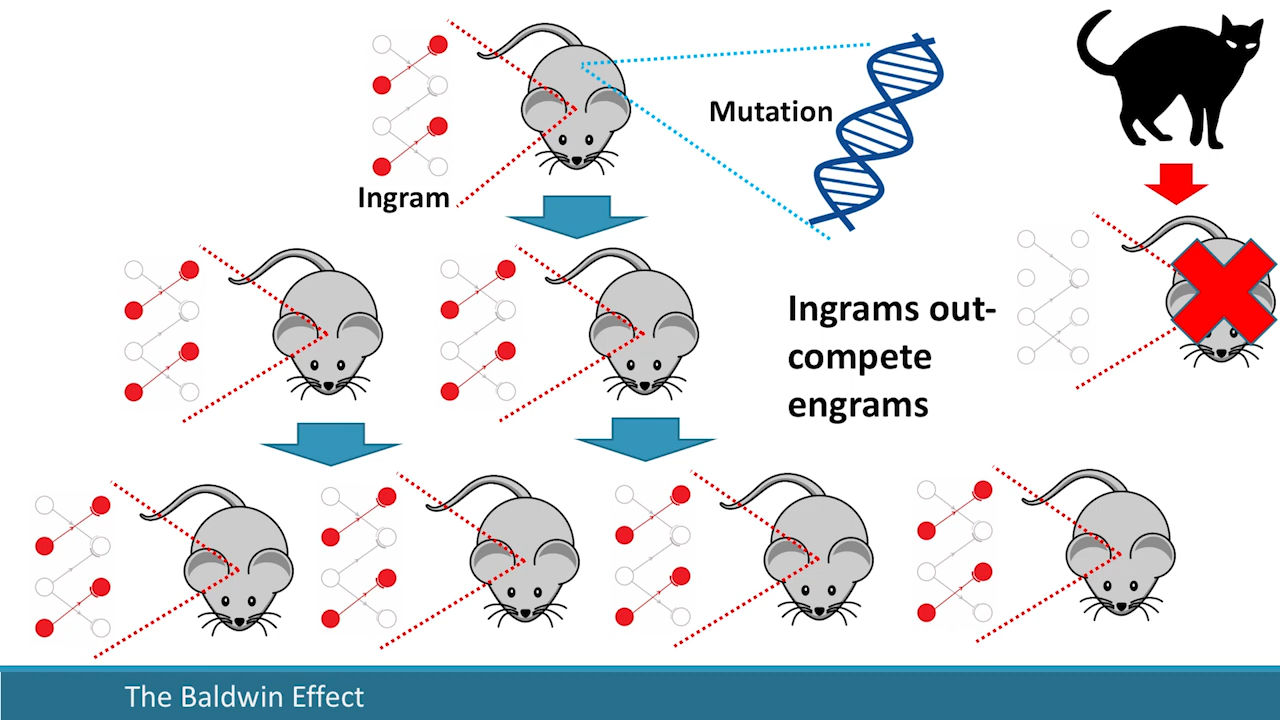 Mutation
Ingram
Ingrams out-
compete
engrams
The Baldwin Effect